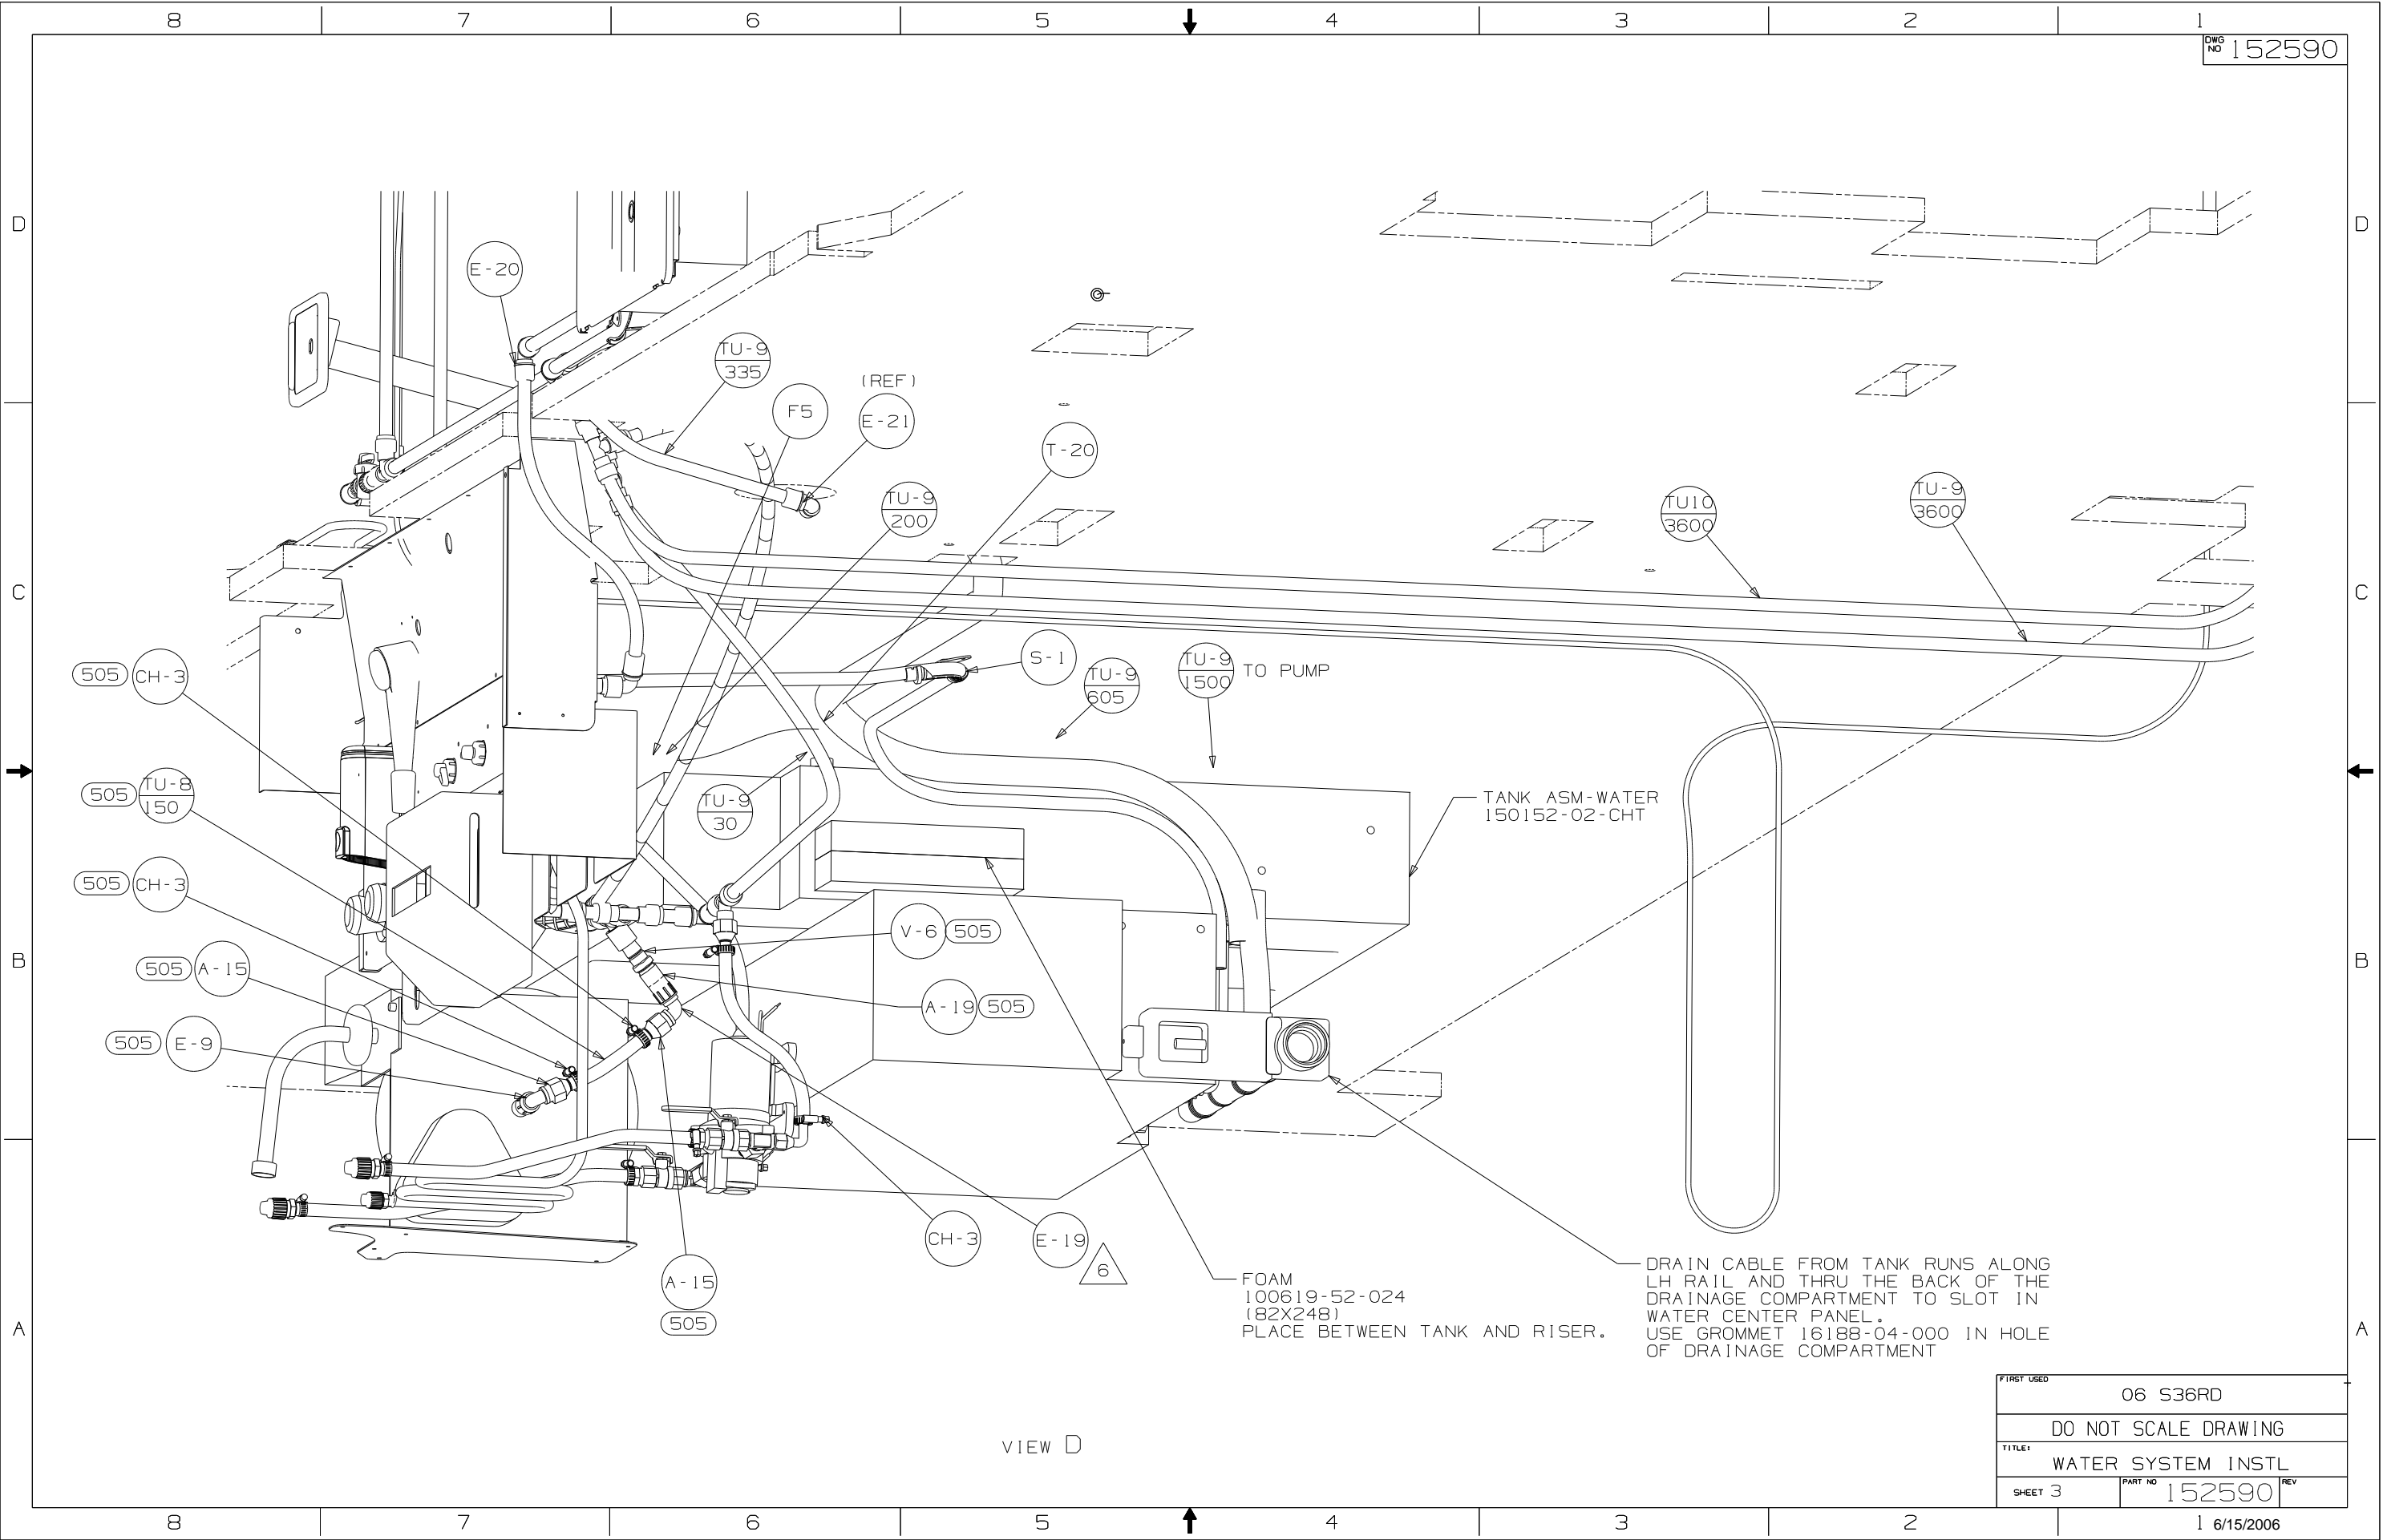 8 7 6 5 4 3 2 1
DWG NO 152590
D
D
E-20
TU-9 335
F5
(REF)
E-21
T-20
TU-9 200
TU10 3600
TU-9 3600
C
C
505 CH-3
S-1
TU-9 605
TU-9 1500 TO PUMP
505 TU-8 150
TU-9 30
TANK ASM-WATER
150152-02-CHT
505 CH-3
V-6 505
B
B
505 A-15
A-19 505
505 E-9
CH-3
E-19
6
A-15
505
FOAM
100619-52-024
(82X248)
PLACE BETWEEN TANK AND RISER.
DRAIN CABLE FROM TANK RUNS ALONG
LH RAIL AND THRU THE BACK OF THE
DRAINAGE COMPARTMENT TO SLOT IN
WATER CENTER PANEL.
USE GROMMET 16188-04-000 IN HOLE
OF DRAINAGE COMPARTMENT
A
A
VIEW D
FIRST USED
06 S36RD
DO NOT SCALE DRAWING
TITLE:
WATER SYSTEM INSTL
SHEET 3 PART NO 152590 REV
8 7 6 5 4 3 2 1 6/15/2006